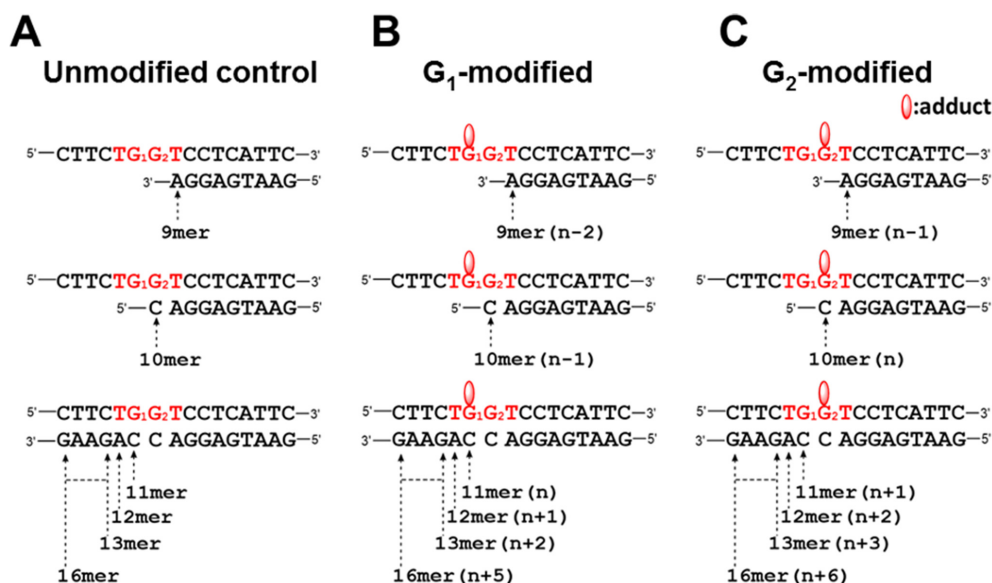 A
Unmodified control
5'—CTTCTG₁G₂TCCTCATTC—3'
3'—AGGAGTAAG—5'
9mer
5'—CTTCTG₁G₂TCCTCATTC—3'
5'—C AGGAGTAAG—5'
10mer
5'—CTTCTG₁G₂TCCTCATTC—3'
3'—GAAGAC C AGGAGTAAG—5'
11mer
12mer
13mer
16mer
B
G₁-modified
5'—CTTCTG₁G₂TCCTCATTC—3'
3'—AGGAGTAAG—5'
9mer(n-2)
5'—CTTCTG₁G₂TCCTCATTC—3'
5'—C AGGAGTAAG—5'
10mer(n-1)
5'—CTTCTG₁G₂TCCTCATTC—3'
3'—GAAGAC C AGGAGTAAG—5'
11mer(n)
12mer(n+1)
13mer(n+2)
16mer(n+5)
C
G₂-modified
:adduct
5'—CTTCTG₁G₂TCCTCATTC—3'
3'—AGGAGTAAG—5'
9mer(n-1)
5'—CTTCTG₁G₂TCCTCATTC—3'
5'—C AGGAGTAAG—5'
10mer(n)
5'—CTTCTG₁G₂TCCTCATTC—3'
3'—GAAGAC C AGGAGTAAG—5'
11mer(n+1)
12mer(n+2)
13mer(n+3)
16mer(n+6)